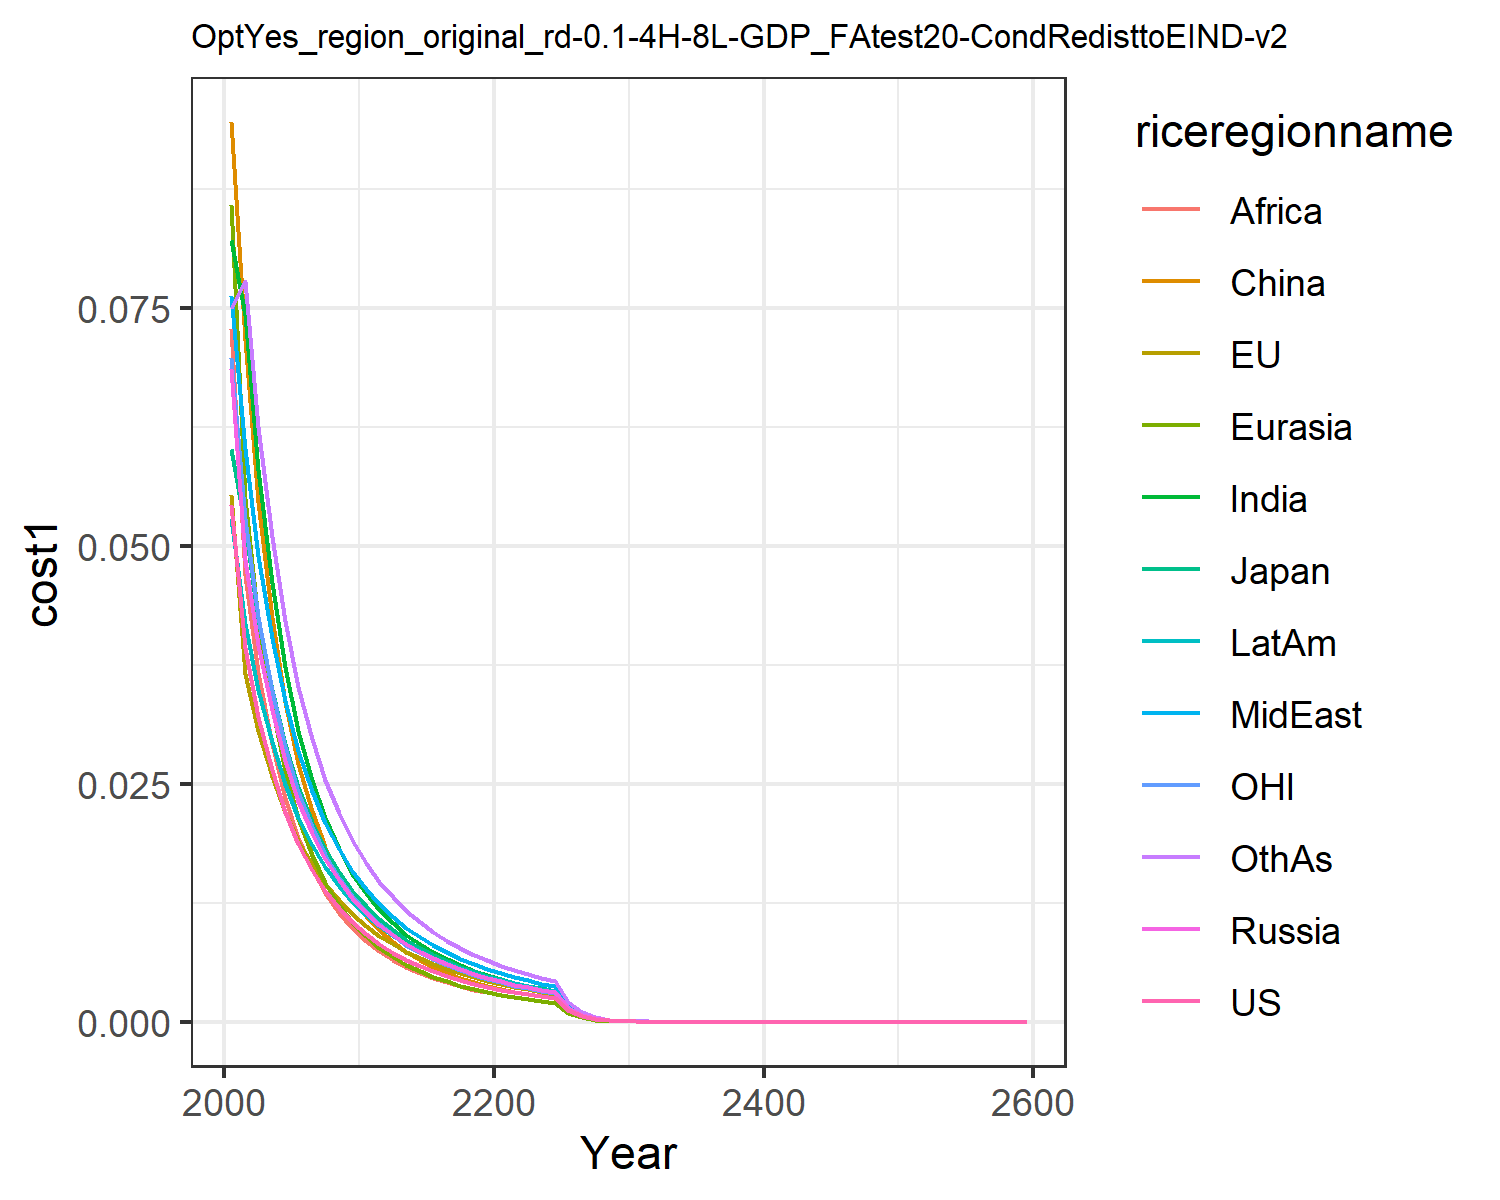 OptYes_region_original_rd-0.1-4H-8L-GDP_FAtest20-CondRedisttoEIND-v2
cost1
0.075
0.050
0.025
0.000
2000
2200
2400
2600
Year
riceregionname
Africa
China
EU
Eurasia
India
Japan
LatAm
MidEast
OHI
OthAs
Russia
US